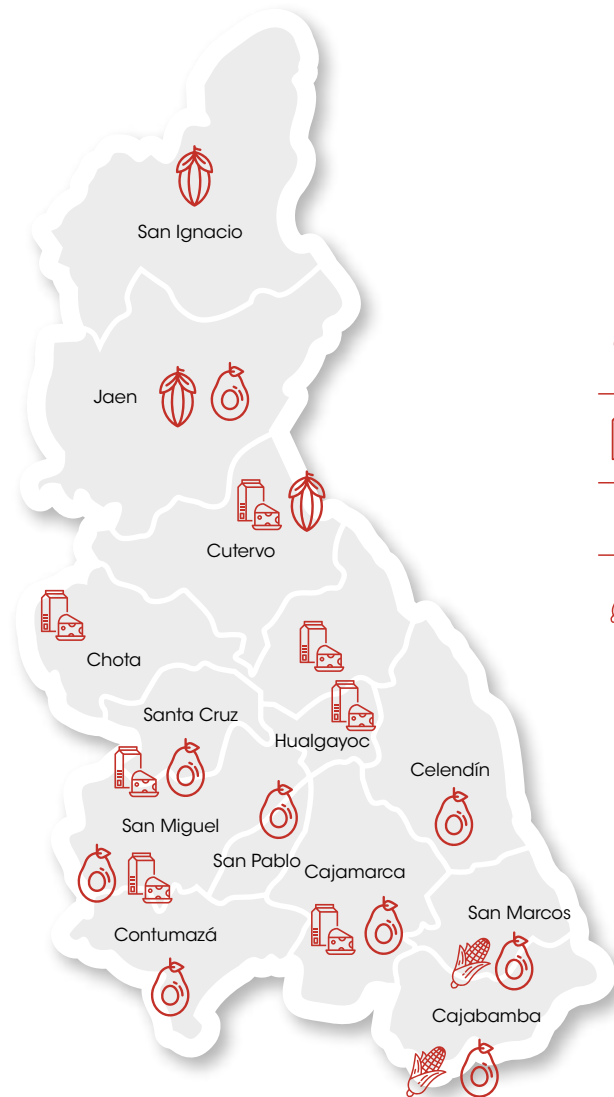 San Ignacio
Jaen
Cutervo
Chota
Santa Cruz
Hualgayoc
Celendín
San Miguel
San Pablo
Cajamarca
San Marcos
Contumazá
Cajabamba